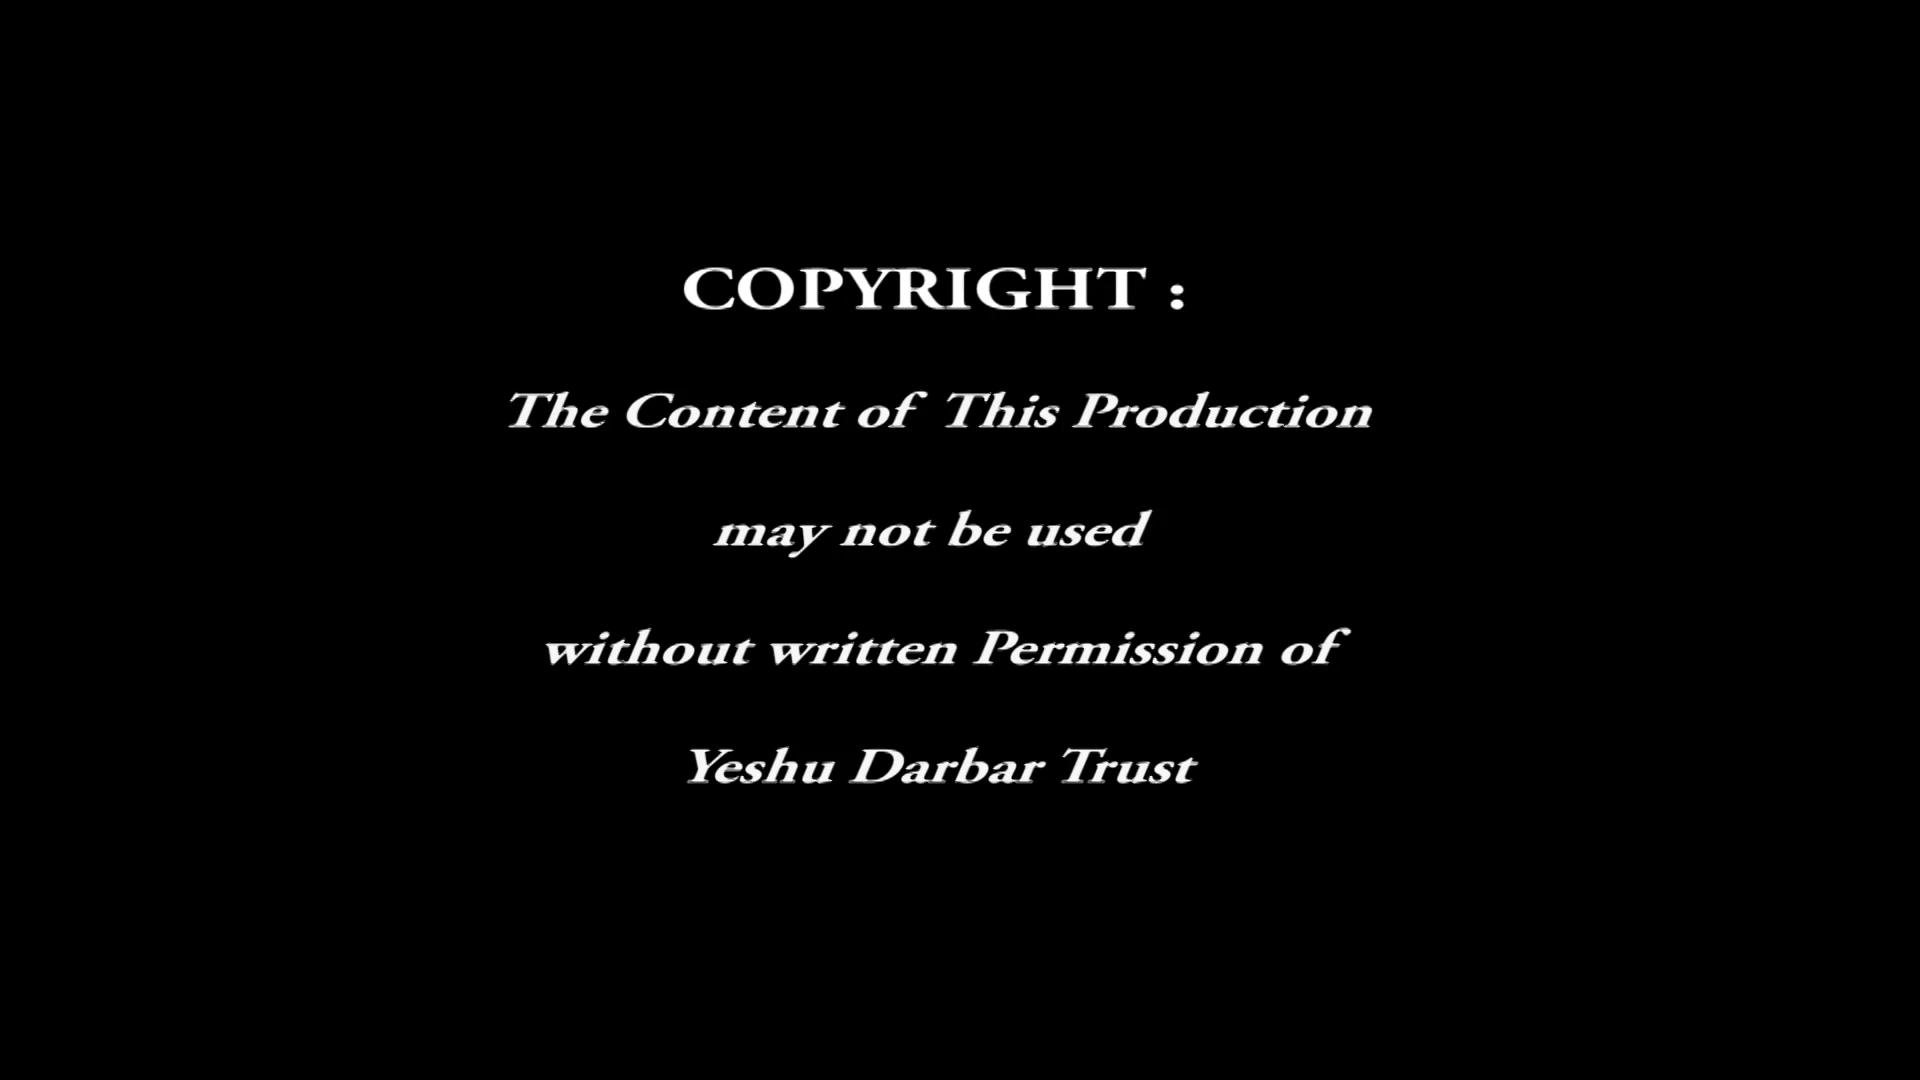 COPYRIGHT :
The Content of This Production
may not be used
without written Permission of
Yeshu Darbar Trust